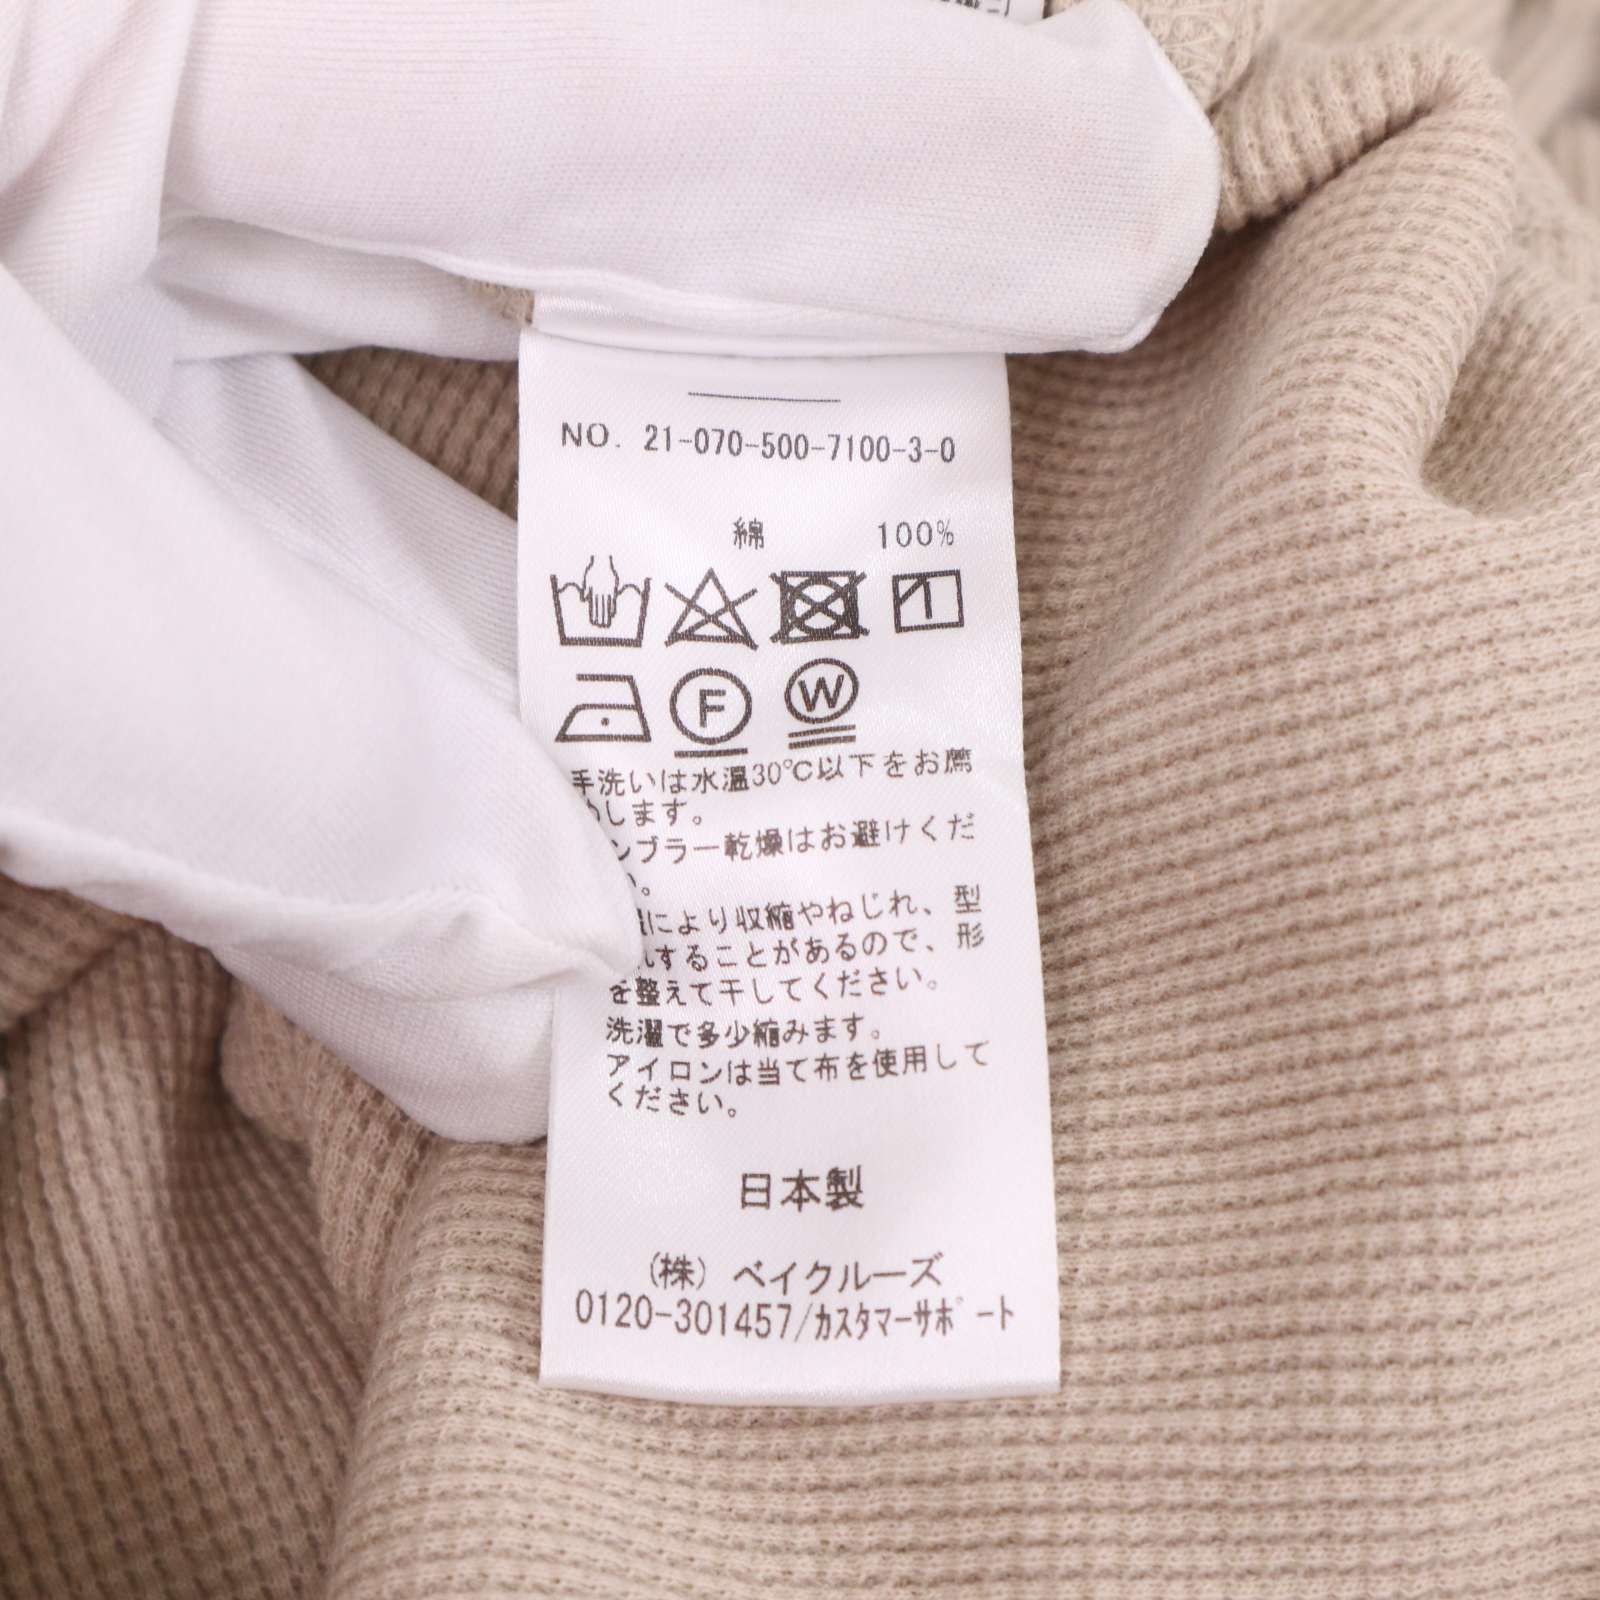 NO. 21-070-500-7100-3-0
綿 100%
F W
手洗いは水温30℃以下をお薦
します。
ンブラー乾燥はお避けくだ
。
により収縮やねじれ、型
することがあるので、形
を整えて干してください。
洗濯で多少縮みます。
アイロンは当て布を使用して
ください。
日本製
(株) ベイクルーズ
0120-301457/カスタマーサポート